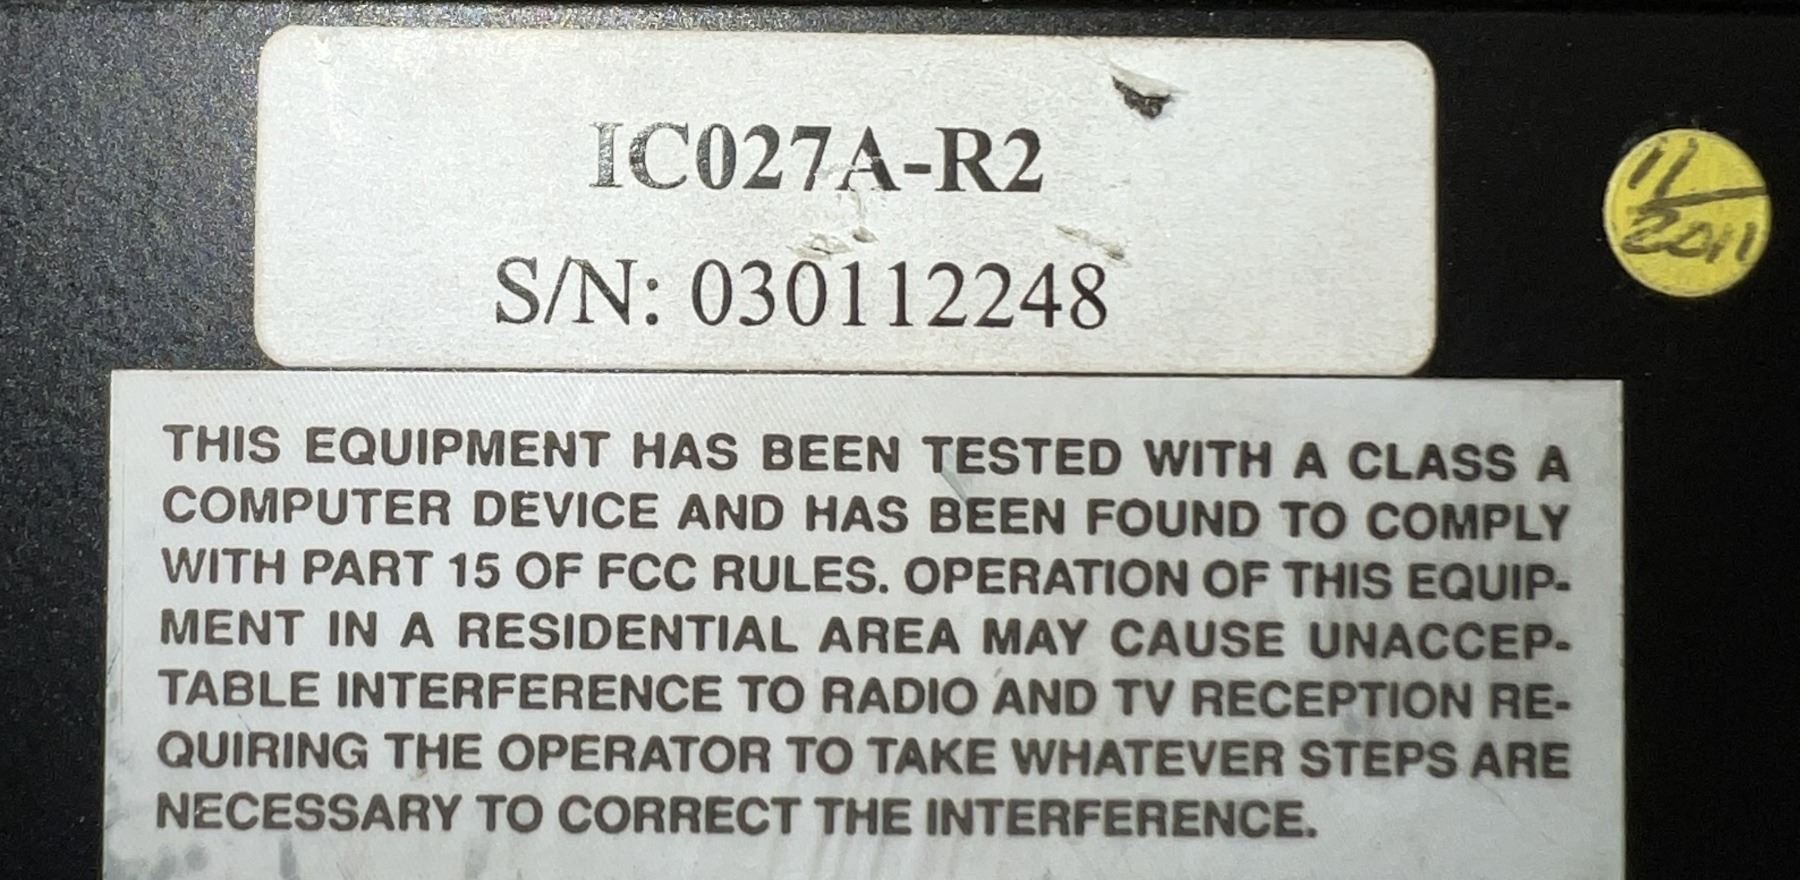 IC027A-R2
S/N: 030112248
11
2011
THIS EQUIPMENT HAS BEEN TESTED WITH A CLASS A
COMPUTER DEVICE AND HAS BEEN FOUND TO COMPLY
WITH PART 15 OF FCC RULES. OPERATION OF THIS EQUIP-
MENT IN A RESIDENTIAL AREA MAY CAUSE UNACCEP-
TABLE INTERFERENCE TO RADIO AND TV RECEPTION RE-
QUIRING THE OPERATOR TO TAKE WHATEVER STEPS ARE
NECESSARY TO CORRECT THE INTERFERENCE.